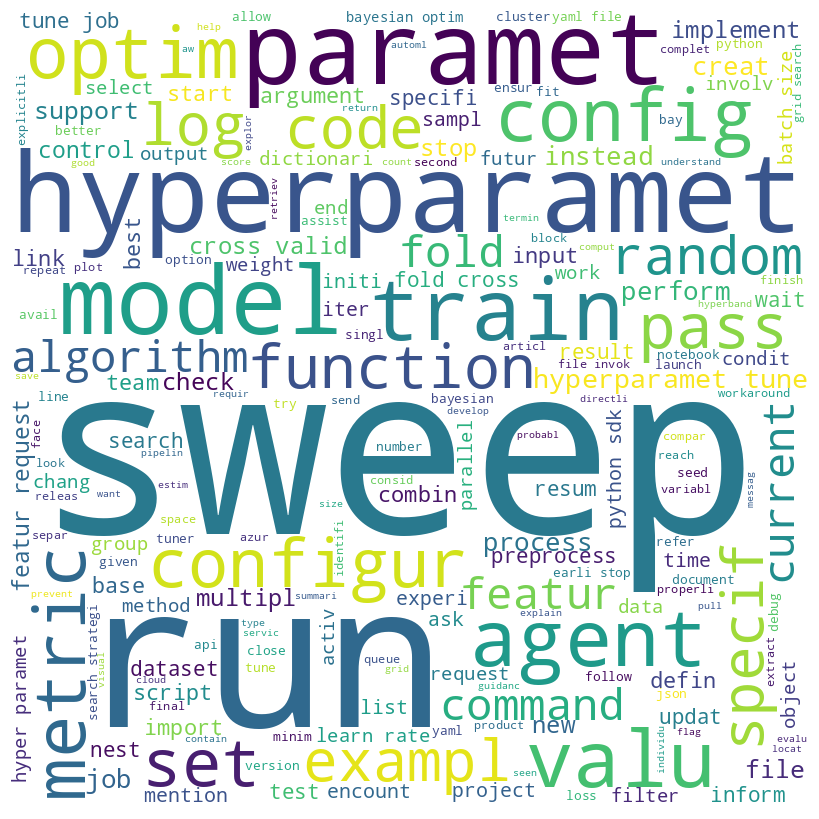 tune job
allow
bayesian optim
cluster
yaml file
implement
optim
paramet
help
automl
complet
python
aw
select
start
argument
specifi
ensur
fit
creat
involv
batch size
grid search
explicitli
support
log
code
sampl
config
bay
better
return
control
output
dictionari
stop
futur
instead
good
explor
score
count
second
understand
hyperparamet
retriev
end
assist
termin
link
best
cross valid
fold
input
block
comput
random
repeat
plot
option
weight
initi
fold cross
work
perform
finish
avail
model
iter
train
hyperband
wait
singl
pass
algorithm
function
articl
result
notebook
condit
file invok
launch
save
team
check
requir
bayesian
directli
hyperparamet tune
workaround
line
try
send
develop
face
search
number
probabl
compar
featur request
look
pipelin
sweep
parallel
python sdk
reach
current
chang
want
estim
consid
combin
resum
seed
variabl
messag
releas
size
space
identifi
separ
group
tuner
azur
configur
process
refer
given
preprocess
time
prevent
base
earli stop
document
properli
metric
method
multipl
summari
experi
featur
data
pull
debug
specif
run
activ
explain
api
type
servic
ask
agent
extract
hyper paramet
search strategi
visual
dataset
close
queue
grid
request
follow
defin
object
cloud
tune
script
guidanc
json
final
list
command
updat
import
minim
new
product
flag
nest
contain
learn rate
yaml
individu
evalu
job
set
version
exampl
seen
valu
locat
file
mention
test
encount
project
loss
filter
inform